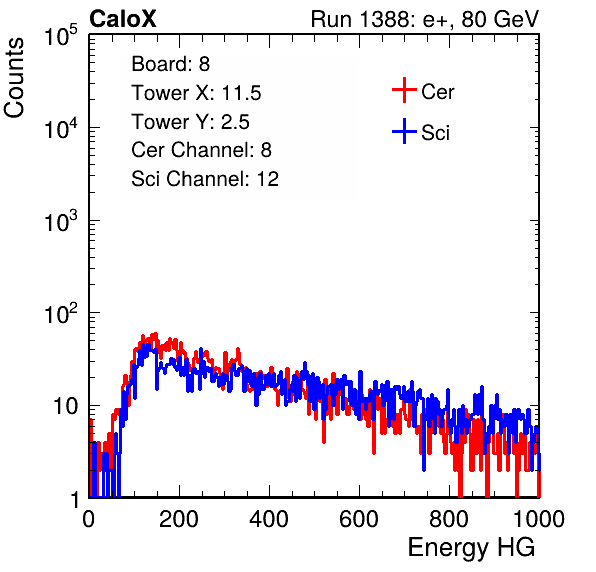 CaloX Run 1388: e+, 80 GeV
Board: 8
Tower X: 11.5
Tower Y: 2.5
Cer Channel: 8
Sci Channel: 12
Cer
Sci
Counts
10^5
10^4
10^3
10^2
10
1
0 200 400 600 800 1000
Energy HG